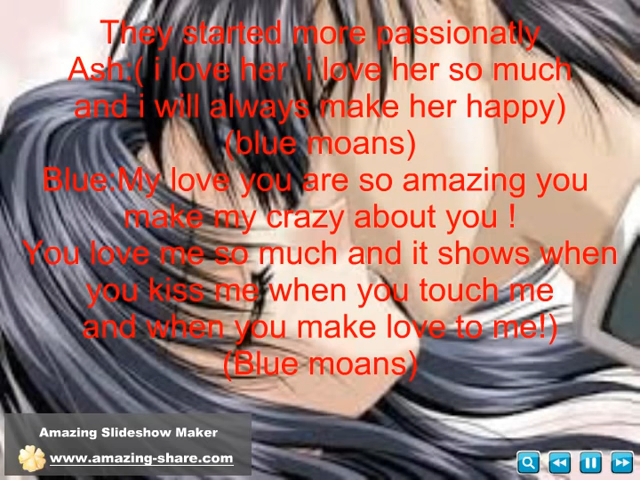 They started more passionatly
Ash:( i love her  i love her so much
and i will always make her happy)
(blue moans)
Blue:My love you are so amazing you
make my crazy about you !
You love me so much and it shows when
you kiss me when you touch me
and when you make love to me!)
(Blue moans)
Amazing Slideshow Maker
www.amazing-share.com